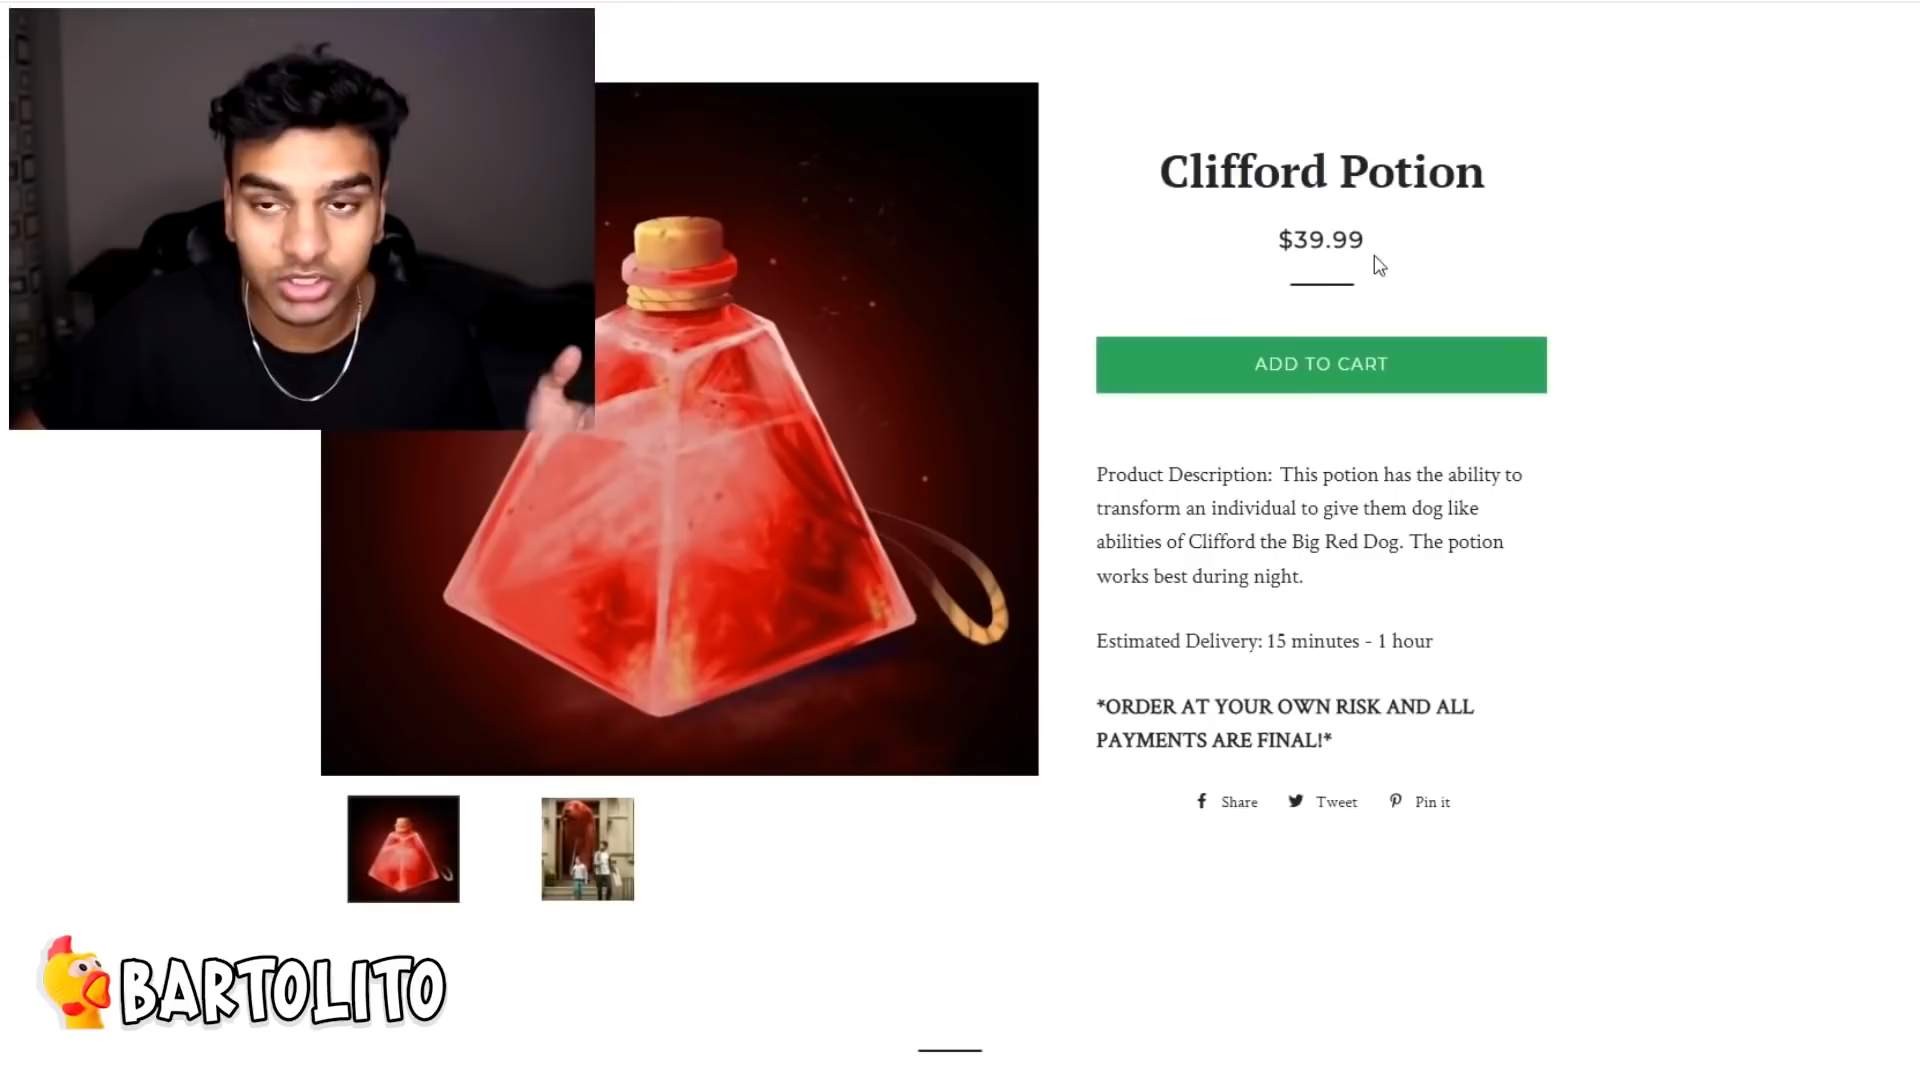 Clifford Potion
$39.99
ADD TO CART
Product Description: This potion has the ability to
transform an individual to give them dog like
abilities of Clifford the Big Red Dog. The potion
works best during night.
Estimated Delivery: 15 minutes - 1 hour
*ORDER AT YOUR OWN RISK AND ALL
PAYMENTS ARE FINAL!*
Share Tweet Pin it
BARTOLITO